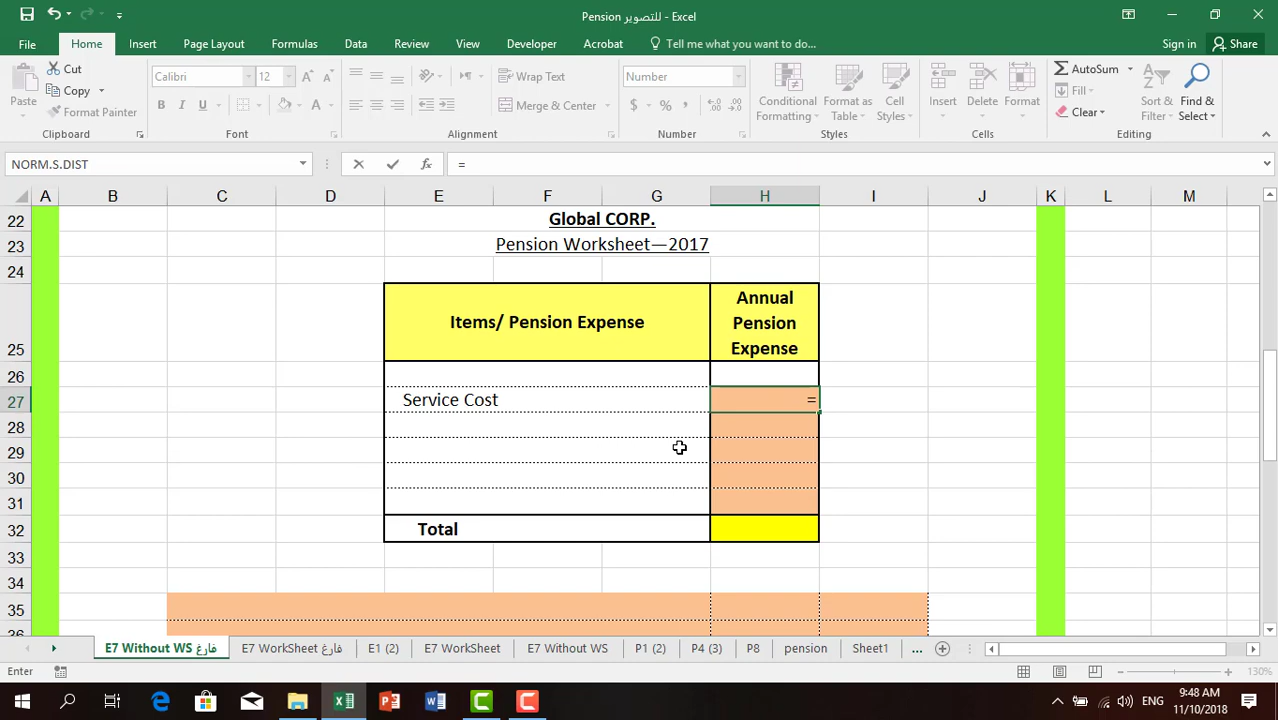 Pension للتصوير - Excel
File Home Insert Page Layout Formulas Data Review View Developer Acrobat Tell me what you want to do... Sign in Share
Paste
Cut
Copy
Format Painter
Clipboard
Calibri 12
B I U
Font
Wrap Text
Merge & Center
Alignment
Number
$ % ,
Number
Conditional Formatting
Format as Table
Cell Styles
Styles
Insert
Delete
Format
Cells
AutoSum
Fill
Clear
Sort & Filter
Find & Select
Editing
NORM.S.DIST fx =
A B C D E F G H I J K L M
22 Global CORP.
23 Pension Worksheet—2017
24
25 Items/ Pension Expense Annual Pension Expense
26
27 Service Cost =
28
29
30
31
32 Total
33
34
35
36
E7 Without WS فارغ E7 WorkSheet فارغ E1 (2) E7 WorkSheet E7 Without WS P1 (2) P4 (3) P8 pension Sheet1 ...
Enter 130%
ENG 9:48 AM
11/10/2018